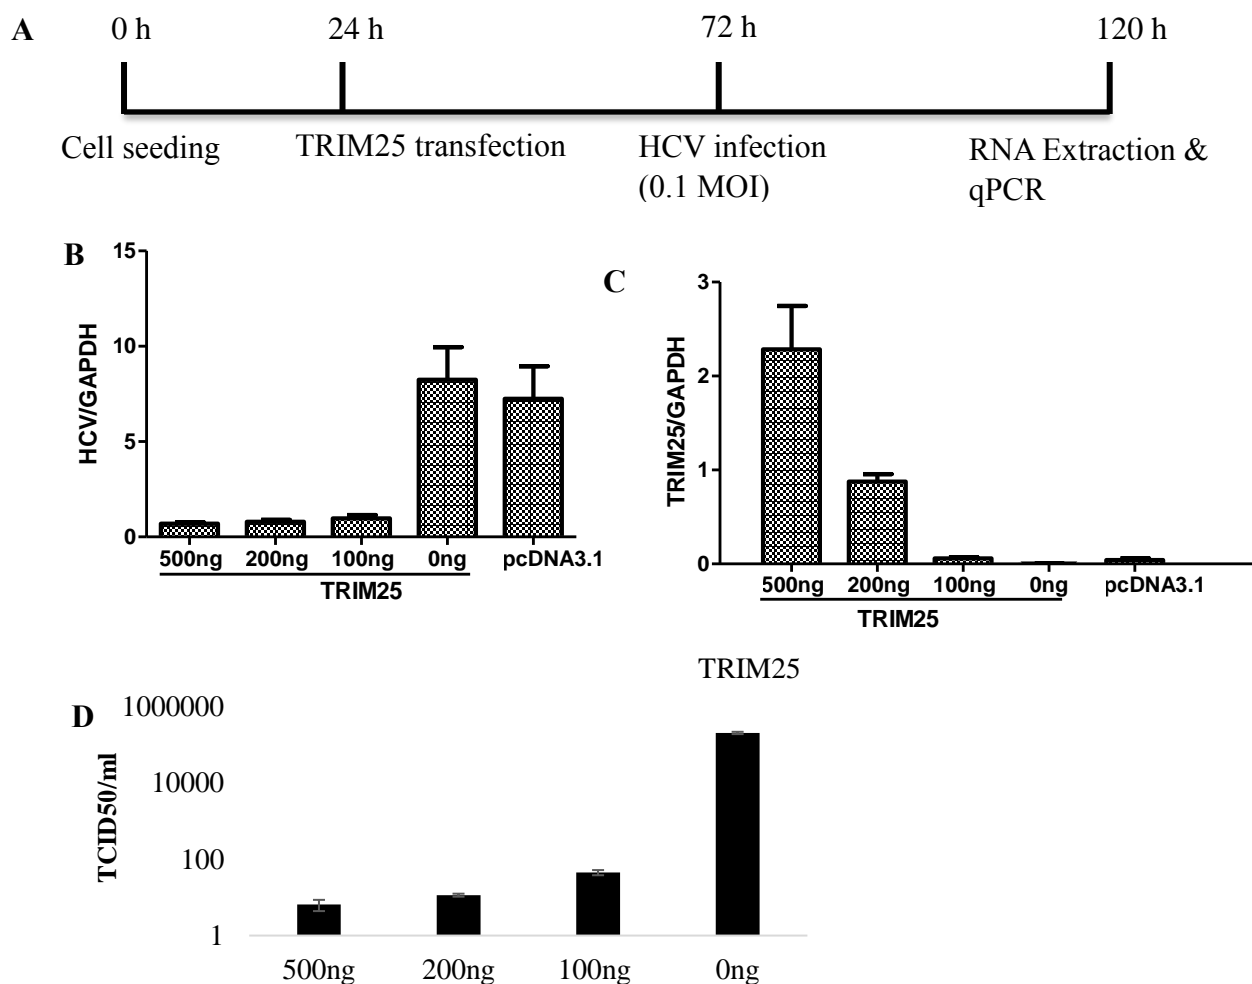 A
0 h 24 h 72 h 120 h
Cell seeding TRIM25 transfection HCV infection (0.1 MOI) RNA Extraction & qPCR
B
HCV/GAPDH
15
10
5
0
500ng 200ng 100ng 0ng pcDNA3.1
TRIM25
C
TRIM25/GAPDH
3
2
1
0
500ng 200ng 100ng 0ng pcDNA3.1
TRIM25
D
TRIM25
TCID50/ml
1000000
10000
100
1
500ng 200ng 100ng 0ng